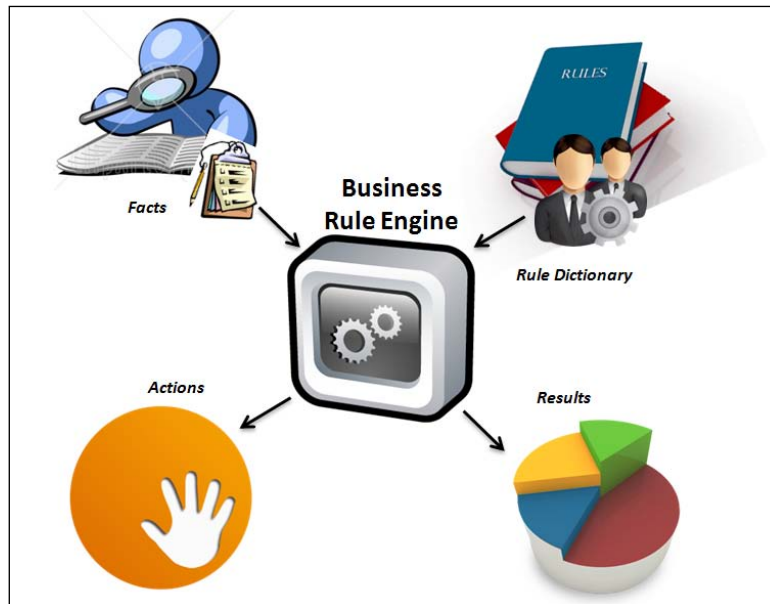 RULES
Facts
Business
Rule Engine
Rule Dictionary
Actions
Results